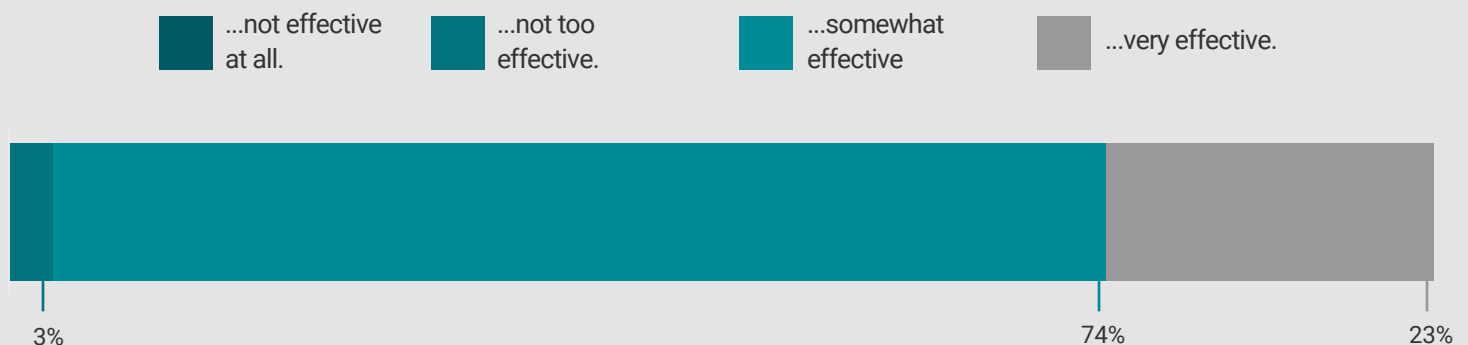 ...not effective
at all.
...not too
effective.
...somewhat
effective
...very effective.
3%
74%
23%